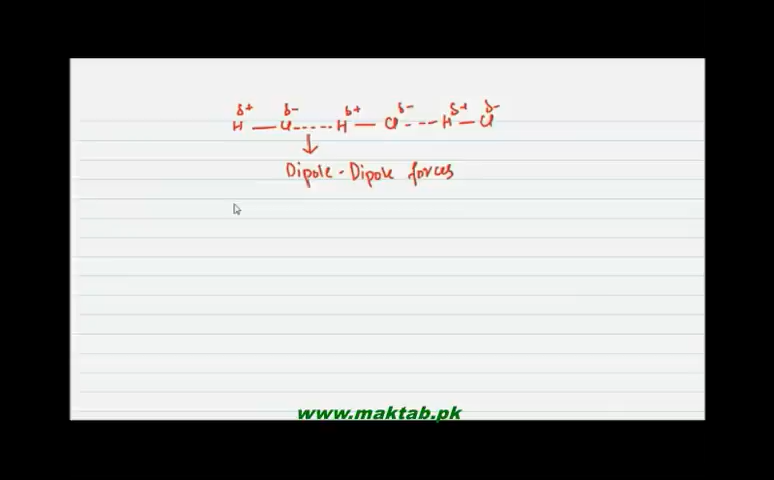 δ+ δ- δ+ δ- δ+ δ-
H — Cl ---- H — Cl --- H — Cl
↓
Dipole - Dipole forces
www.maktab.pk